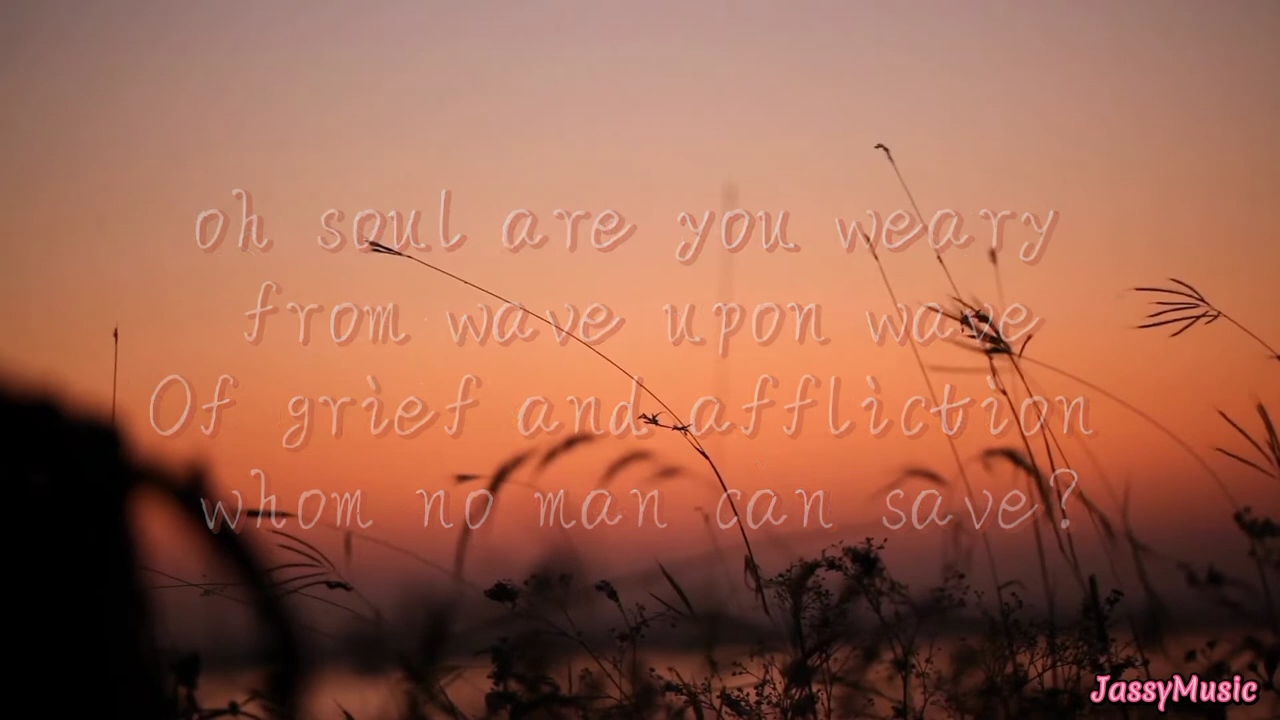 oh soul are you weary
from wave upon wave
Of grief and affliction
whom no man can save?
JassyMusic